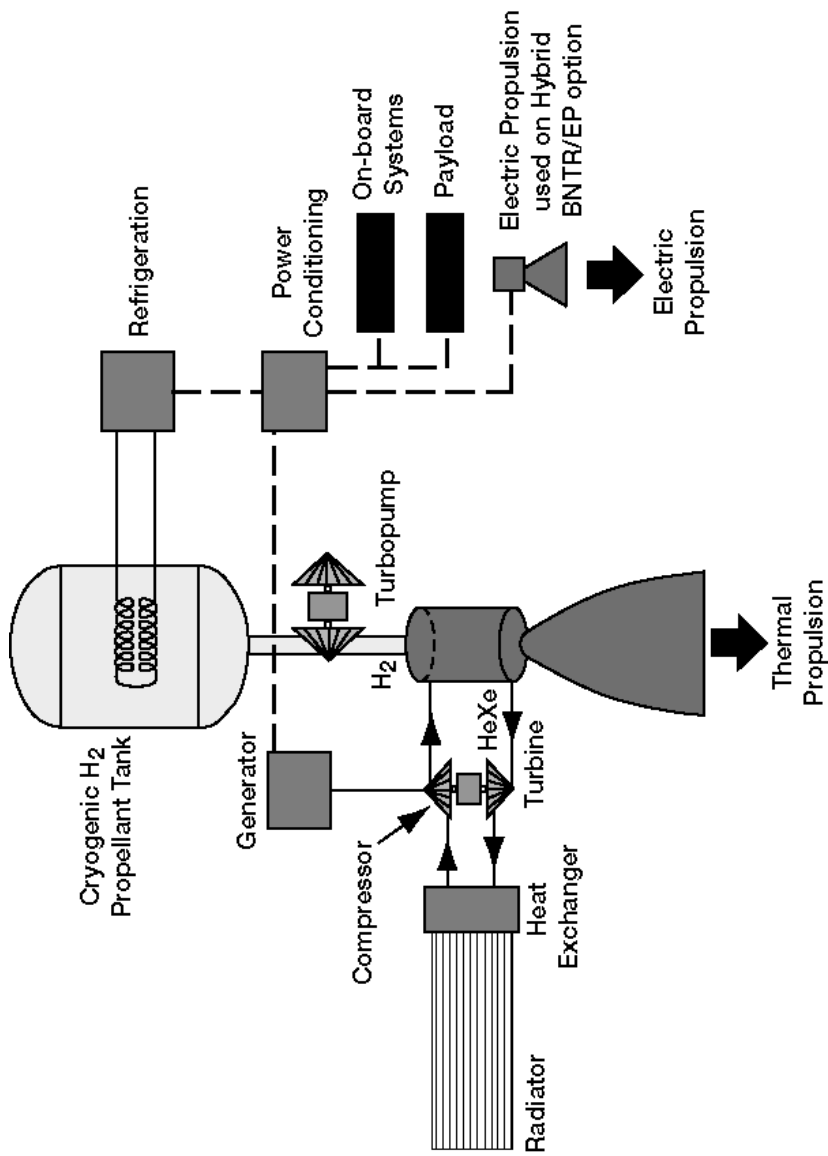 Refrigeration
Cryogenic H2
Propellant Tank
Power
Conditioning
On-board
Systems
Payload
Electric Propulsion
used on Hybrid
BNTR/EP option
Electric
Propulsion
Generator
Turbopump
H2
Compressor
HeXe
Turbine
Heat
Exchanger
Radiator
Thermal
Propulsion